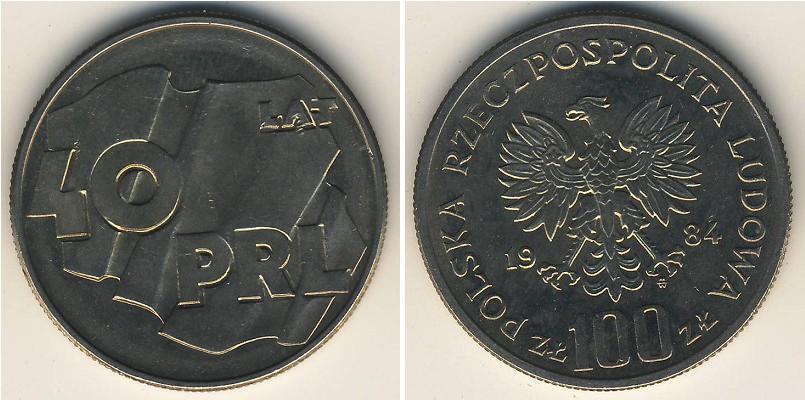 40 LAT
PRL
POLSKA RZECZPOSPOLITA LUDOWA
19 84
W
ZŁ 100 ZŁ